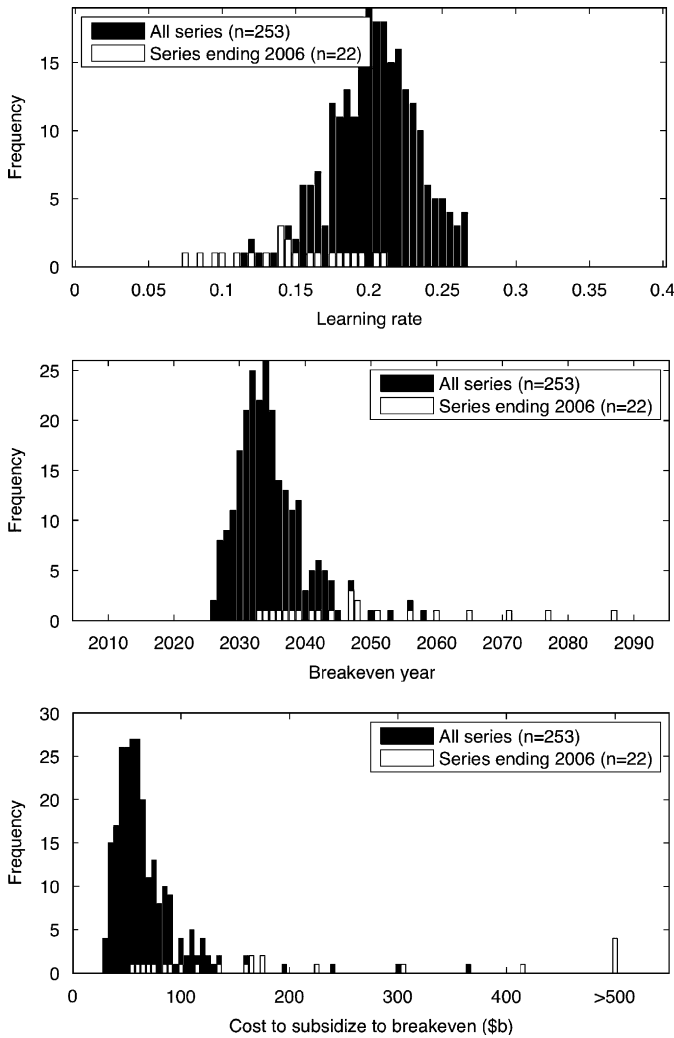 All series (n=253)
Series ending 2006 (n=22)
15
10
5
0
Frequency
0 0.05 0.1 0.15 0.2 0.25 0.3 0.35 0.4
Learning rate
25
20
15
10
5
0
Frequency
All series (n=253)
Series ending 2006 (n=22)
2010 2020 2030 2040 2050 2060 2070 2080 2090
Breakeven year
30
25
20
15
10
5
0
Frequency
All series (n=253)
Series ending 2006 (n=22)
0 100 200 300 400 >500
Cost to subsidize to breakeven ($b)